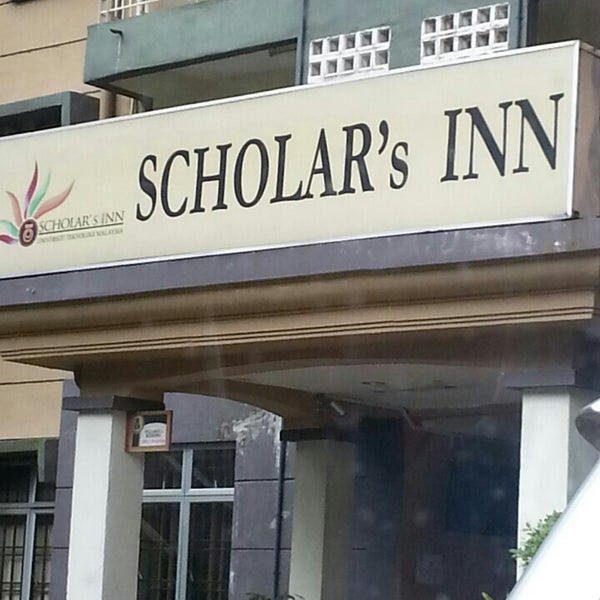 SCHOLAR's INN
SCHOLAR'S INN
UNIVERSITI TEKNOLOGI MALAYSIA